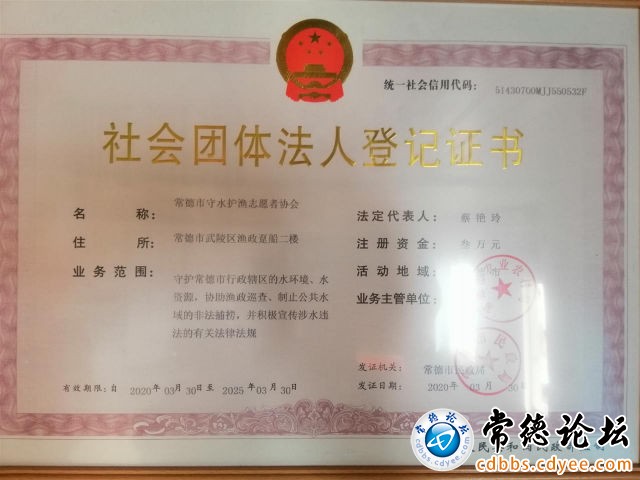 统一社会信用代码: 51430700MJJ550532F
社会团体法人登记证书
名称: 常德市守水护渔志愿者协会
法定代表人: 蔡艳玲
住所: 常德市武陵区渔政趸船二楼
注册资金: 叁万元
业务范围: 守护常德市行政辖区的水环境、水
资源,协助渔政巡查、制止公共水
域的非法捕捞,并积极宣传涉水违
法的有关法律法规
活动地域: 市
业务主管单位:
发证机关: 常德市民政局
发证日期: 2020年03月30日
有效期限:自 2020年03月30日至 2025年03月30日
常德论坛
cdbbs.cdyee.com